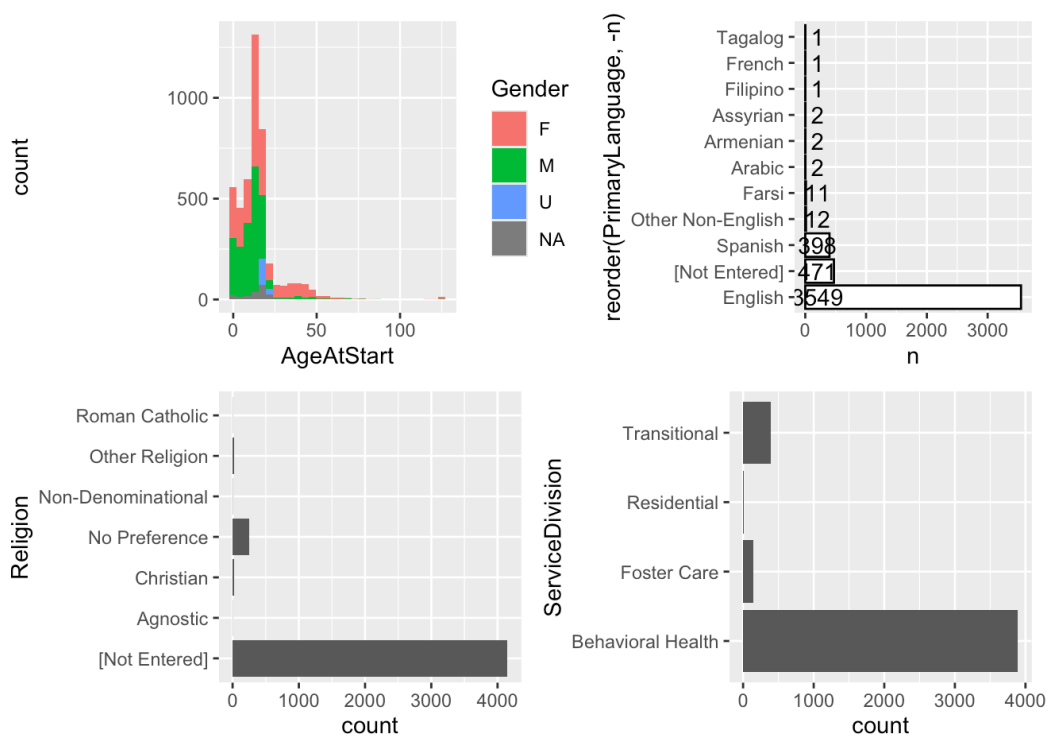 count
1000
500
0
0
50
100
AgeAtStart
Gender
F
M
U
NA
reorder(PrimaryLanguage, -n)
Tagalog 1
French 1
Filipino 1
Assyrian 2
Armenian 2
Arabic 2
Farsi 11
Other Non-English 12
Spanish 398
[Not Entered] 471
English 3549
0 1000 2000 3000
n
Religion
Roman Catholic
Other Religion
Non-Denominational
No Preference
Christian
Agnostic
[Not Entered]
0 1000 2000 3000 4000
count
ServiceDivision
Transitional
Residential
Foster Care
Behavioral Health
0 1000 2000 3000 4000
count